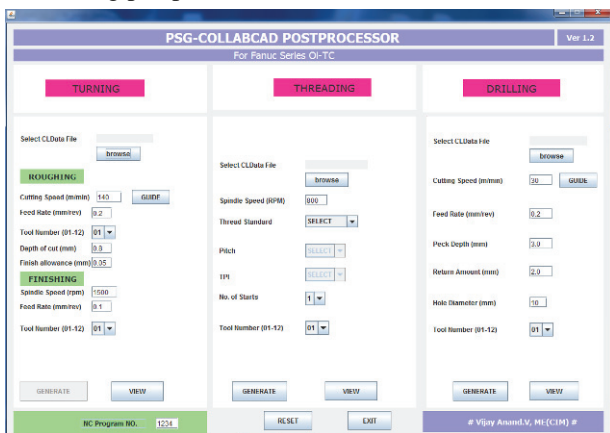 PSG-COLLABCAD POSTPROCESSOR
Ver 1.2
For Fanuc Series Oi-TC
TURNING
Select CLData File
browse
ROUGHING
Cutting Speed (m/min) 140 GUIDE
Feed Rate (mm/rev) 0.2
Tool Number (01-12) 01
Depth of cut (mm) 0.8
Finish allowance (mm) 0.05
FINISHING
Spindle Speed (rpm) 1500
Feed Rate (mm/rev) 0.1
Tool Number (01-12) 01
GENERATE VIEW
NC Program NO. 1234
THREADING
Select CLData File
browse
Spindle Speed (RPM) 800
Thread Standard SELECT
Pitch SELECT
TPI SELECT
No. of Starts 1
Tool Number (01-12) 01
GENERATE VIEW
RESET EXIT
DRILLING
Select CLData File
browse
Cutting Speed (m/min) 30 GUIDE
Feed Rate (mm/rev) 0.2
Peck Depth (mm) 3.0
Return Amount (mm) 2.0
Hole Diameter (mm) 10
Tool Number (01-12) 01
GENERATE VIEW
# Vijay Anand.V, ME(CIM) #